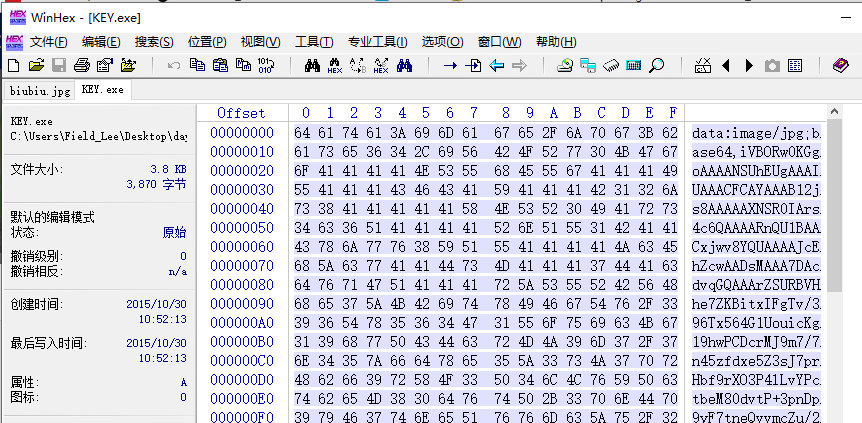 WinHex - [KEY.exe]
文件(F) 编辑(E) 搜索(S) 位置(P) 视图(V) 工具(T) 专业工具(I) 选项(O) 窗口(W) 帮助(H)
biubiu.jpg KEY.exe
KEY.exe
C:\Users\Field_Lee\Desktop\da
文件大小: 3.8 KB
3,870 字节
默认的编辑模式
状态: 原始
撤销级别: 0
撤销相反: n/a
创建时间: 2015/10/30
10:52:13
最后写入时间: 2015/10/30
10:52:13
属性: A
图标: 0
Offset 0 1 2 3 4 5 6 7 8 9 A B C D E F
00000000 64 61 74 61 3A 69 6D 61 67 65 2F 6A 70 67 3B 62 data:image/jpg;b
00000010 61 73 65 36 34 2C 69 56 42 4F 52 77 30 4B 47 67 ase64,iVBORw0KGg
00000020 6F 41 41 41 41 4E 53 55 68 45 55 67 41 41 41 49 oAAAANSUhEUgAAAI
00000030 55 41 41 41 43 46 43 41 59 41 41 41 42 31 32 6A UAAACFCAYAAAB12j
00000040 73 38 41 41 41 41 41 58 4E 53 52 30 49 41 72 73 s8AAAAAXNSR0IArs
00000050 34 63 36 51 41 41 41 41 52 6E 51 55 31 42 41 41 4c6QAAAARnQU1BAA
00000060 43 78 6A 77 76 38 59 51 55 41 41 41 41 4A 63 45 Cxjwv8YQUAAAAJcE
00000070 68 5A 63 77 41 41 44 73 4D 41 41 41 37 44 41 63 hZcwAADsMAAA7DAc
00000080 64 76 71 47 51 41 41 41 72 5A 53 55 52 42 56 48 dvqGQAAArZSURBVH
00000090 68 65 37 5A 4B 42 69 74 78 49 46 67 54 76 2F 33 he7ZKBitxIFgTv/3
000000A0 39 36 54 78 35 36 34 47 31 55 6F 75 69 63 4B 67 96Tx564G1UouicKg
000000B0 31 39 68 77 50 43 44 63 72 4D 4A 39 6D 37 2F 37 19hwPCDcrMJ9m7/7
000000C0 6E 34 35 7A 66 64 78 65 35 5A 33 73 4A 37 70 72 n45zfdxe5Z3sJ7pr
000000D0 48 62 66 39 72 58 4F 33 50 34 6C 4C 76 59 50 63 Hbf9rXO3P4lLvYPc
000000E0 74 62 65 4D 38 30 64 76 74 50 2B 33 70 6E 44 70 tbeM80dvtP+3pnDp
000000F0 39 79 46 37 74 6E 65 51 76 76 6D 63 5A 75 2F 32 9yF7tneQvvmcZu/2